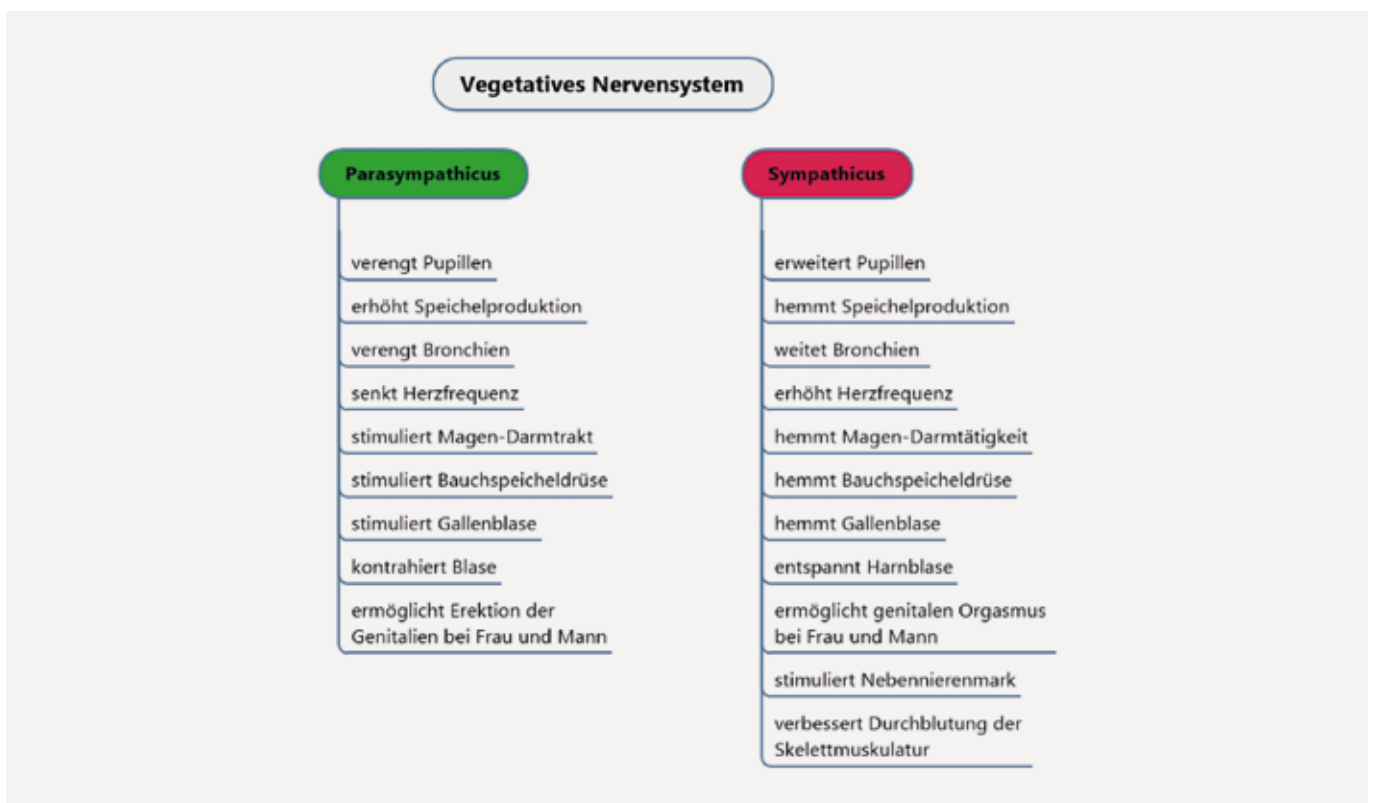 Vegetatives Nervensystem
Parasympathicus
verengt Pupillen
erhöht Speichelproduktion
verengt Bronchien
senkt Herzfrequenz
stimuliert Magen-Darmtrakt
stimuliert Bauchspeicheldrüse
stimuliert Gallenblase
kontrahiert Blase
ermöglicht Erektion der
Genitalien bei Frau und Mann
Sympathicus
erweitert Pupillen
hemmt Speichelproduktion
weitet Bronchien
erhöht Herzfrequenz
hemmt Magen-Darmtätigkeit
hemmt Bauchspeicheldrüse
hemmt Gallenblase
entspannt Harnblase
ermöglicht genitalen Orgasmus
bei Frau und Mann
stimuliert Nebennierenmark
verbessert Durchblutung der
Skelettmuskulatur